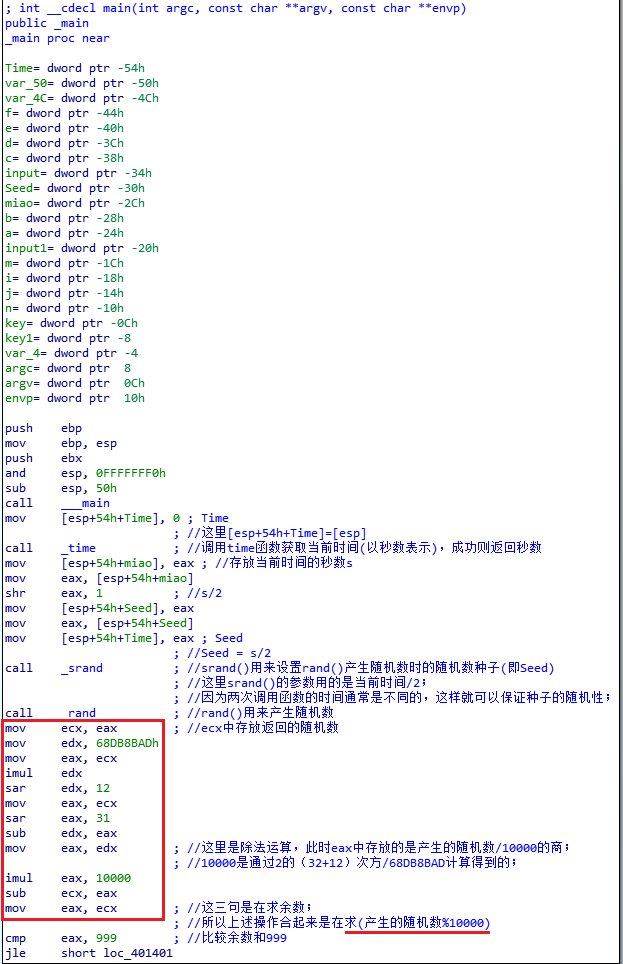 ; int __cdecl main(int argc, const char **argv, const char **envp)
public _main
_main proc near
Time= dword ptr -54h
var_50= dword ptr -50h
var_4C= dword ptr -4Ch
f= dword ptr -44h
e= dword ptr -40h
d= dword ptr -3Ch
c= dword ptr -38h
input= dword ptr -34h
Seed= dword ptr -30h
miao= dword ptr -2Ch
b= dword ptr -28h
a= dword ptr -24h
input1= dword ptr -20h
m= dword ptr -1Ch
i= dword ptr -18h
j= dword ptr -14h
n= dword ptr -10h
key= dword ptr -0Ch
key1= dword ptr -8
var_4= dword ptr -4
argc= dword ptr  8
argv= dword ptr  0Ch
envp= dword ptr  10h
push    ebp
mov     ebp, esp
push    ebx
and     esp, 0FFFFFFF0h
sub     esp, 50h
call    ___main
mov     [esp+54h+Time], 0 ; Time
; //这里[esp+54h+Time]=[esp]
call    _time           ; //调用time函数获取当前时间(以秒数表示)，成功则返回秒数
mov     [esp+54h+miao], eax ; //存放当前时间的秒数s
mov     eax, [esp+54h+miao]
shr     eax, 1          ; //s/2
mov     [esp+54h+Seed], eax
mov     eax, [esp+54h+Seed]
mov     [esp+54h+Time], eax ; Seed
; //Seed = s/2
call    _srand          ; //srand()用来设置rand()产生随机数时的随机数种子(即Seed)
; //这里srand()的参数用的是当前时间/2;
; //因为两次调用函数的时间通常是不同的，这样就可以保证种子的随机性;
call    _rand           ; //rand()用来产生随机数
mov     ecx, eax        ; //ecx中存放返回的随机数
mov     edx, 68DB8BADh
mov     eax, ecx
imul    edx
sar     edx, 12
mov     eax, ecx
sar     eax, 31
sub     edx, eax
mov     eax, edx        ; //这里是除法运算，此时eax中存放的是产生的随机数/10000的商;
; //10000是通过2的（32+12）次方/68DB8BAD计算得到的;
imul    eax, 10000
sub     ecx, eax
mov     eax, ecx        ; //这三句是在求余数;
; //所以上述操作合起来是在求(产生的随机数%10000)
cmp     eax, 999        ; //比较余数和999
jle     short loc_401401